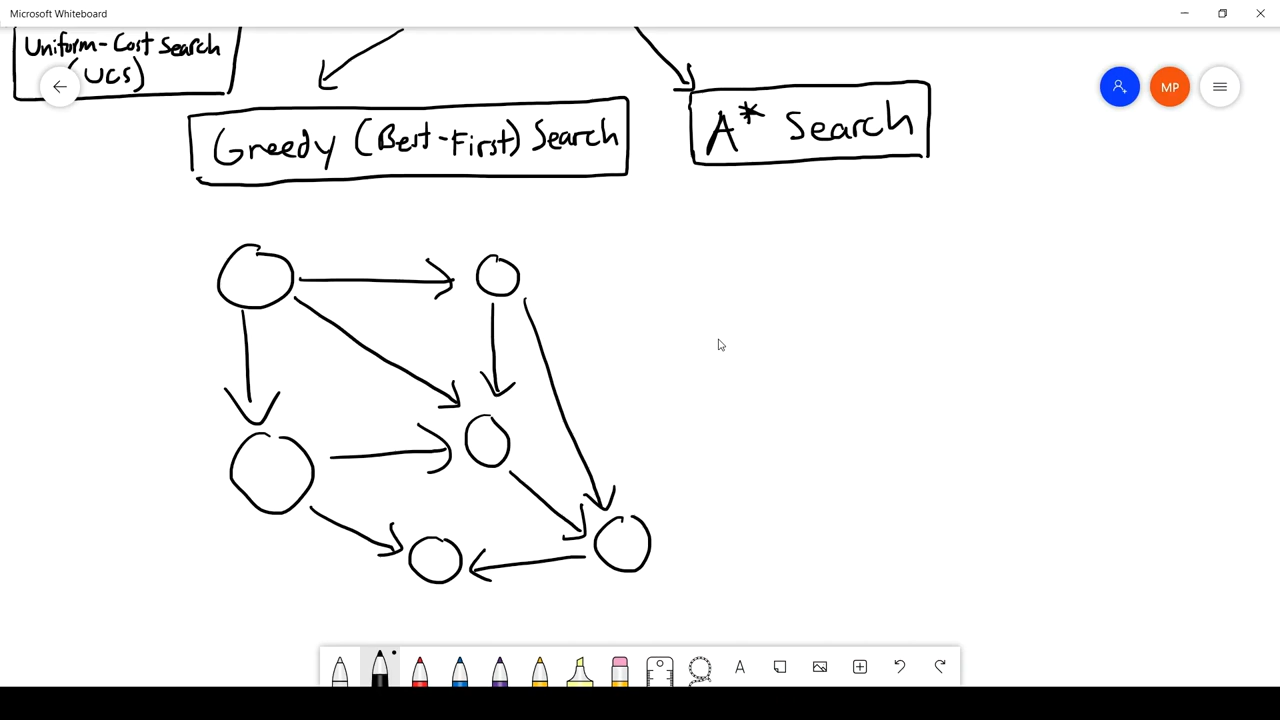 Microsoft Whiteboard
Uniform-Cost Search
(UCS)
MP
Greedy (Best-First) Search
A* Search
A